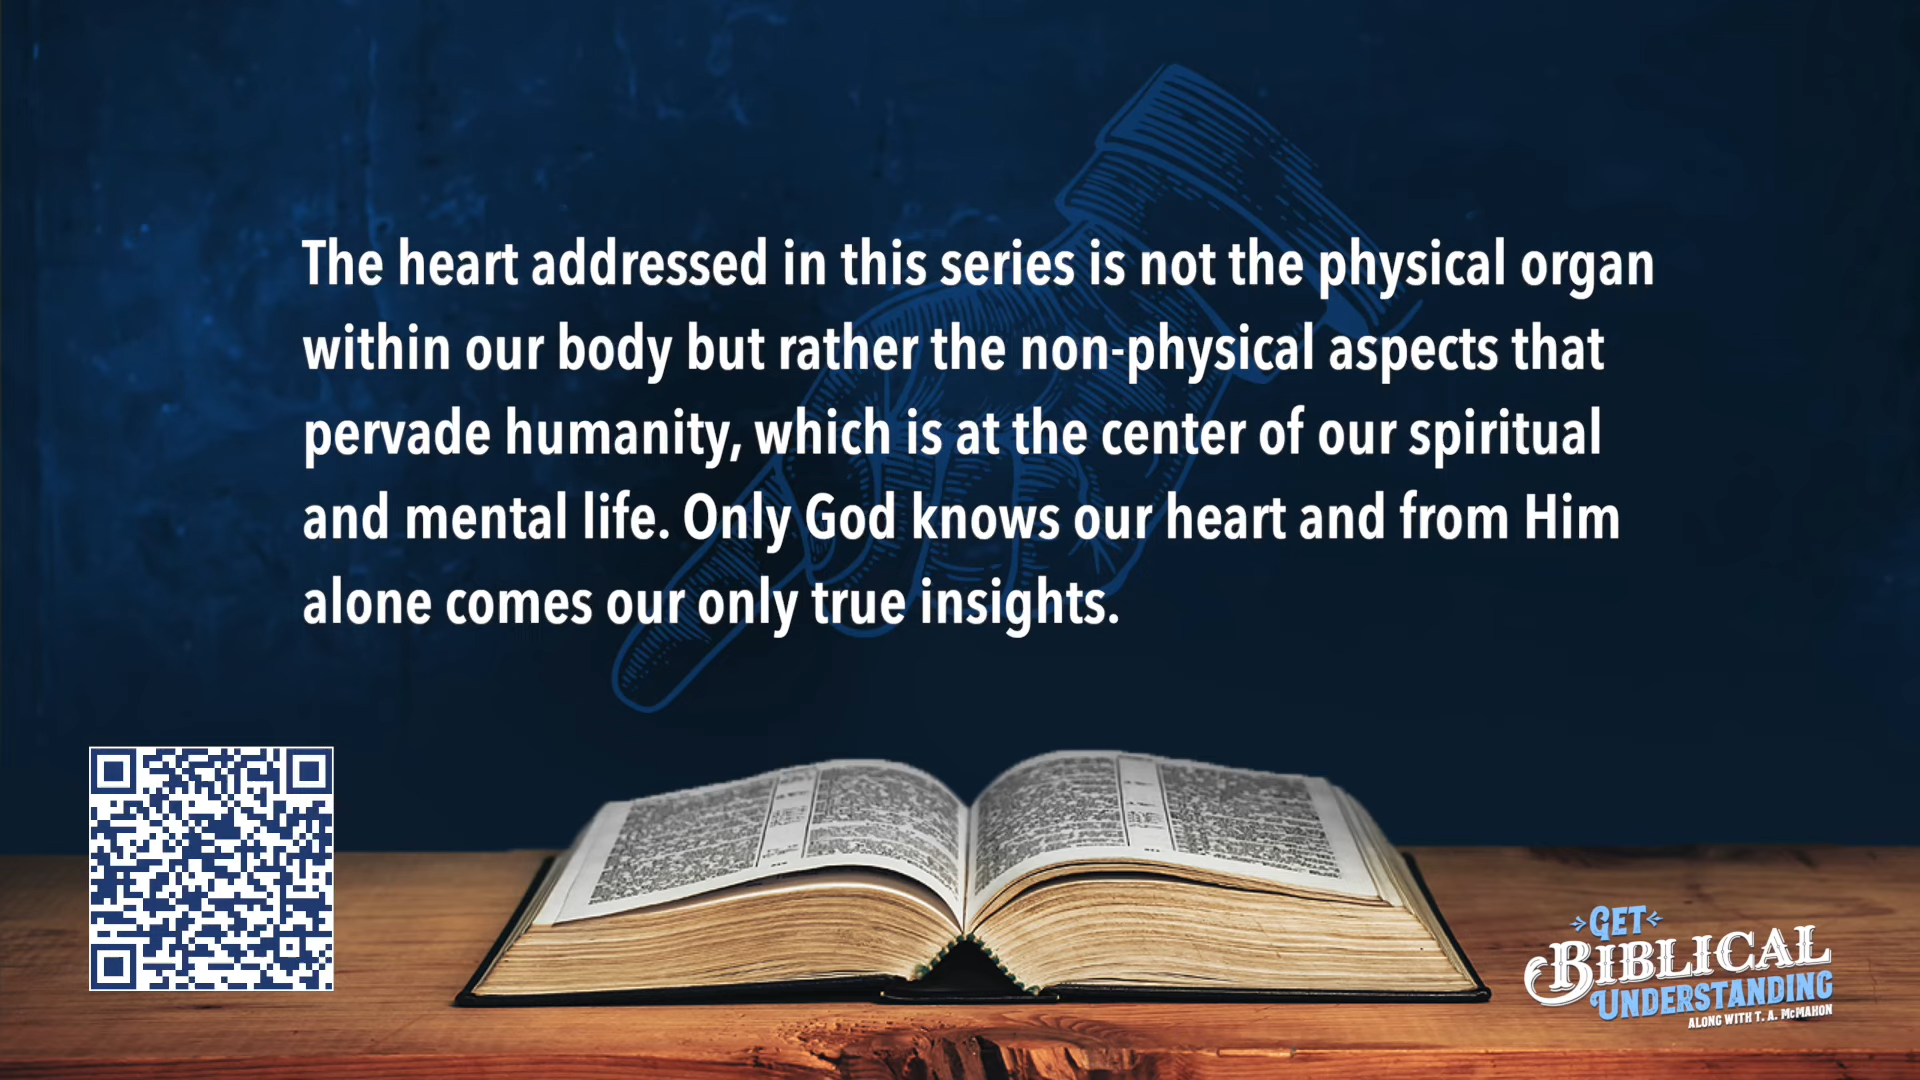 The heart addressed in this series is not the physical organ
within our body but rather the non-physical aspects that
pervade humanity, which is at the center of our spiritual
and mental life. Only God knows our heart and from Him
alone comes our only true insights.
GET
BIBLICAL
UNDERSTANDING
ALONG WITH T. A. McMAHON